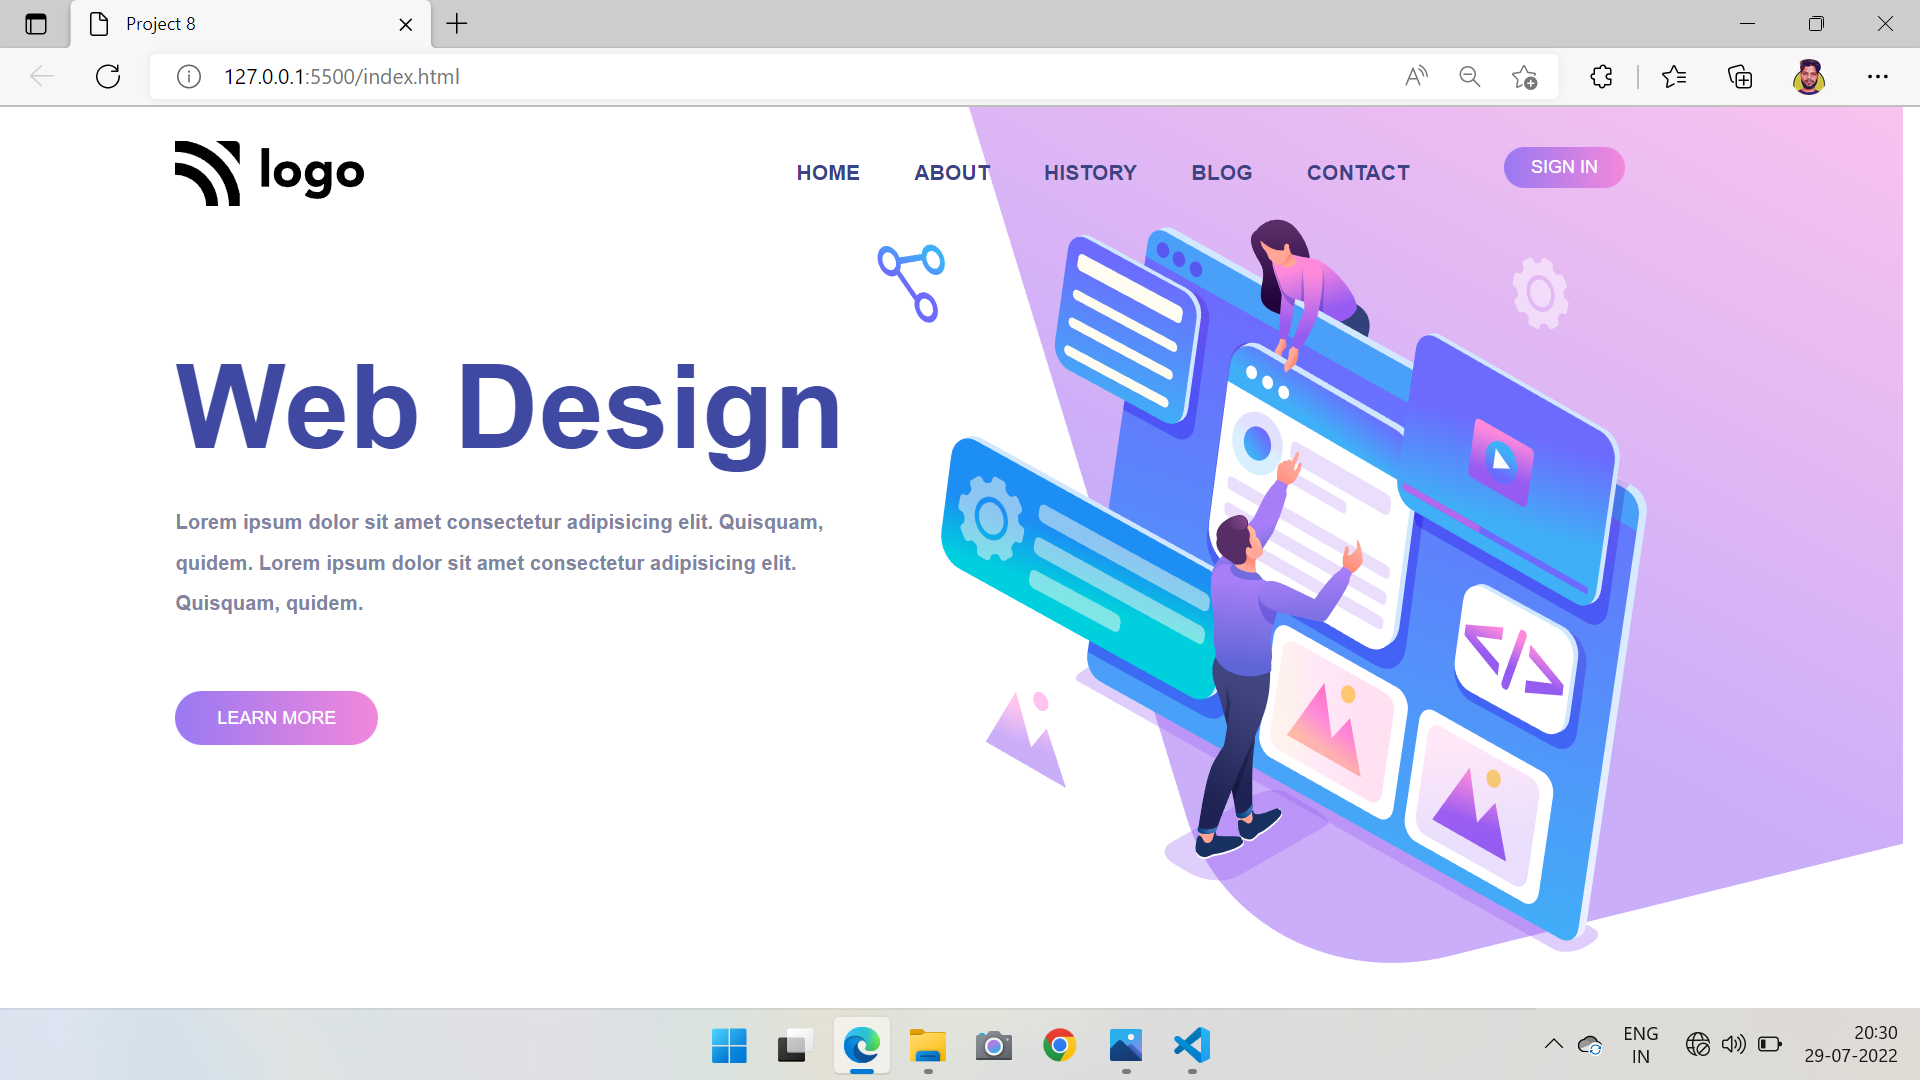 Project 8
127.0.0.1:5500/index.html
logo
HOME ABOUT HISTORY BLOG CONTACT SIGN IN
Web Design
Lorem ipsum dolor sit amet consectetur adipisicing elit. Quisquam,
quidem. Lorem ipsum dolor sit amet consectetur adipisicing elit.
Quisquam, quidem.
LEARN MORE
</>
ENG
IN
20:30
29-07-2022